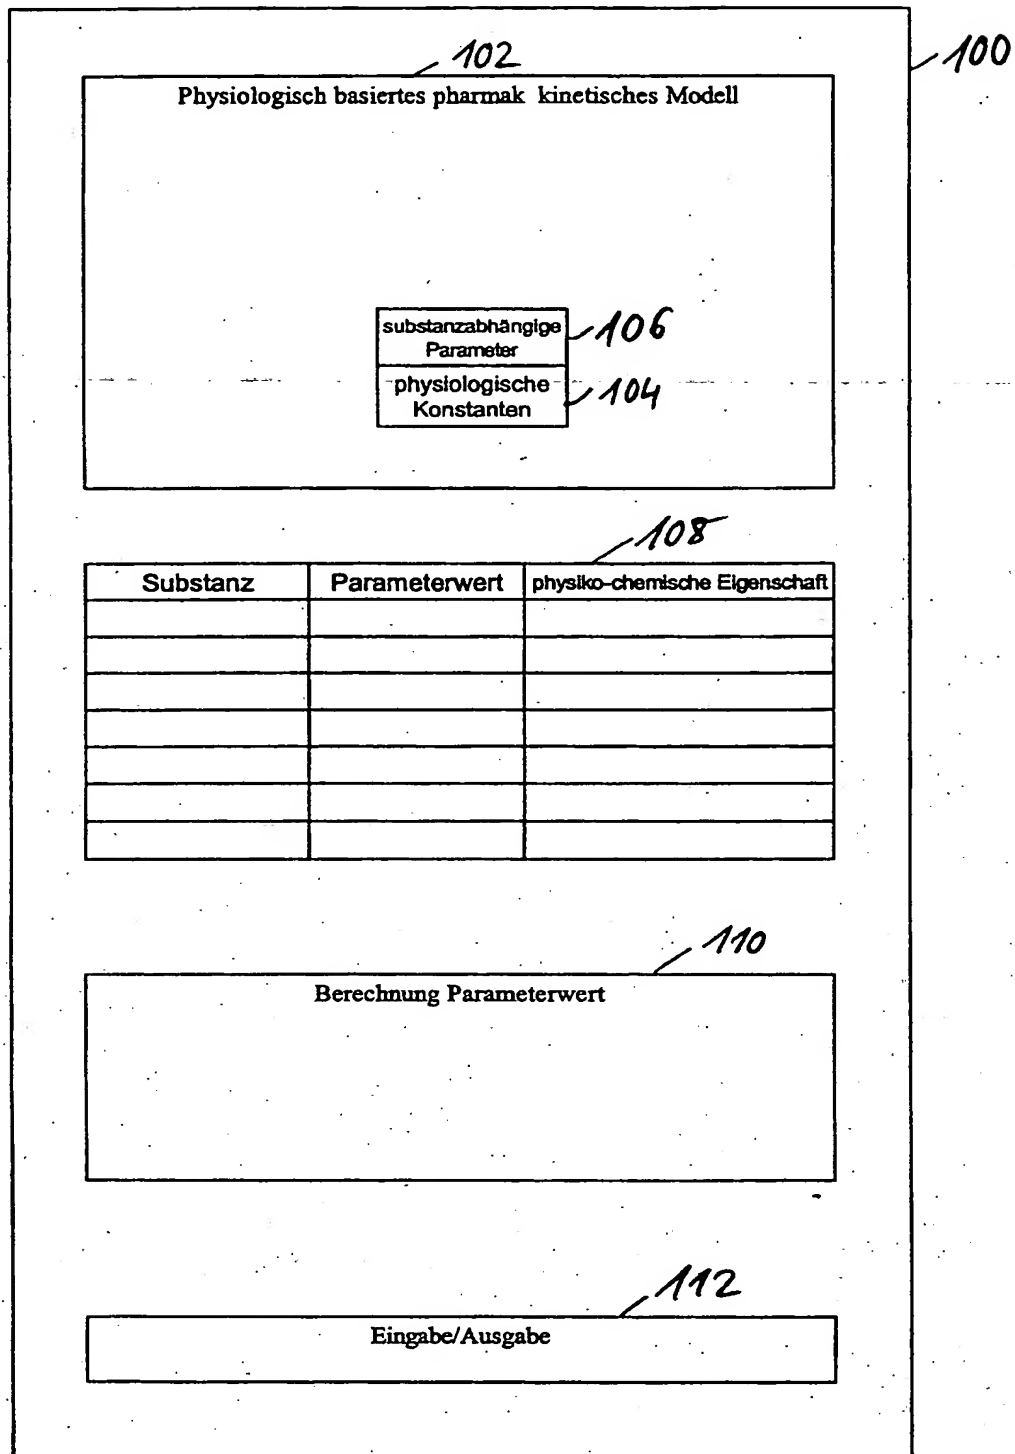 102
100
Physiologisch basiertes pharmak kinetisches Modell
substanzabhängige
Parameter
106
physiologische
Konstanten
104
108
Substanz Parameterwert physiko-chemische Eigenschaft
110
Berechnung Parameterwert
112
Eingabe/Ausgabe